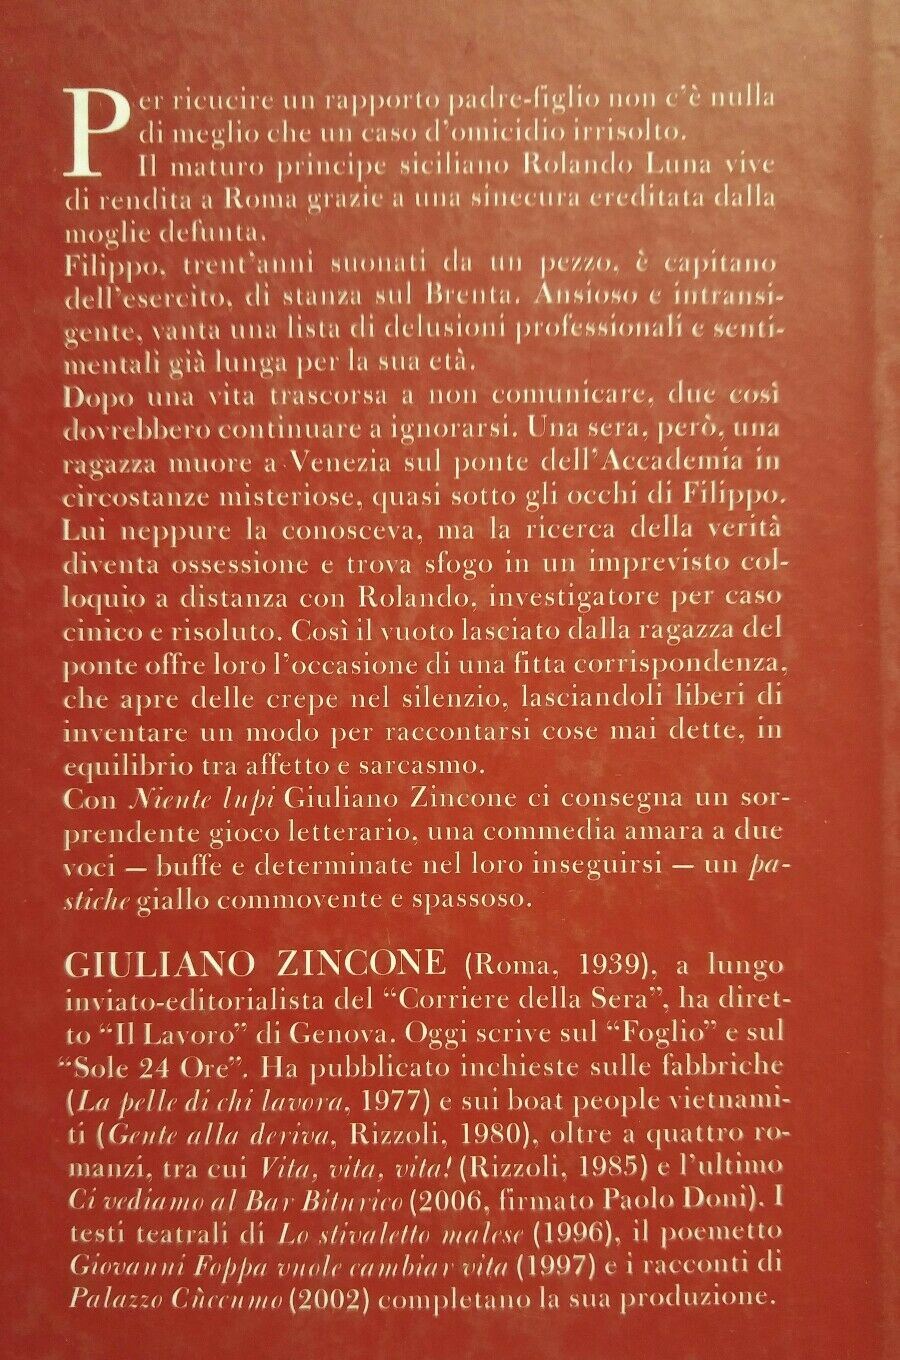 Per ricucire un rapporto padre-figlio non c'è nulla
di meglio che un caso d'omicidio irrisolto.
Il maturo principe siciliano Rolando Luna vive
di rendita a Roma grazie a una sinecura ereditata dalla
moglie defunta.
Filippo, trent'anni suonati da un pezzo, è capitano
dell'esercito, di stanza sul Brenta. Ansioso e intransi-
gente, vanta una lista di delusioni professionali e senti-
mentali già lunga per la sua età.
Dopo una vita trascorsa a non comunicare, due così
dovrebbero continuare a ignorarsi. Una sera, però, una
ragazza muore a Venezia sul ponte dell'Accademia in
circostanze misteriose, quasi sotto gli occhi di Filippo.
Lui neppure la conosceva, ma la ricerca della verità
diventa ossessione e trova sfogo in un imprevisto col-
loquio a distanza con Rolando, investigatore per caso
cinico e risoluto. Così il vuoto lasciato dalla ragazza del
ponte offre loro l'occasione di una fitta corrispondenza,
che apre delle crepe nel silenzio, lasciandoli liberi di
inventare un modo per raccontarsi cose mai dette, in
equilibrio tra affetto e sarcasmo.
Con Niente lupi Giuliano Zincone ci consegna un sor-
prendente gioco letterario, una commedia amara a due
voci – buffe e determinate nel loro inseguirsi – un pa-
stiche giallo commovente e spassoso.
GIULIANO ZINCONE (Roma, 1939), a lungo
inviato-editorialista del "Corriere della Sera", ha diret-
to "Il Lavoro" di Genova. Oggi scrive sul "Foglio" e sul
"Sole 24 Ore". Ha pubblicato inchieste sulle fabbriche
(La pelle di chi lavora, 1977) e sui boat people vietnami-
ti (Gente alla deriva, Rizzoli, 1980), oltre a quattro ro-
manzi, tra cui Vita, vita, vita! (Rizzoli, 1985) e l'ultimo
Ci vediamo al Bar Biturico (2006, firmato Paolo Doni). I
testi teatrali di Lo stivaletto malese (1996), il poemetto
Giovanni Foppa vuole cambiar vita (1997) e i racconti di
Palazzo Cùccumo (2002) completano la sua produzione.